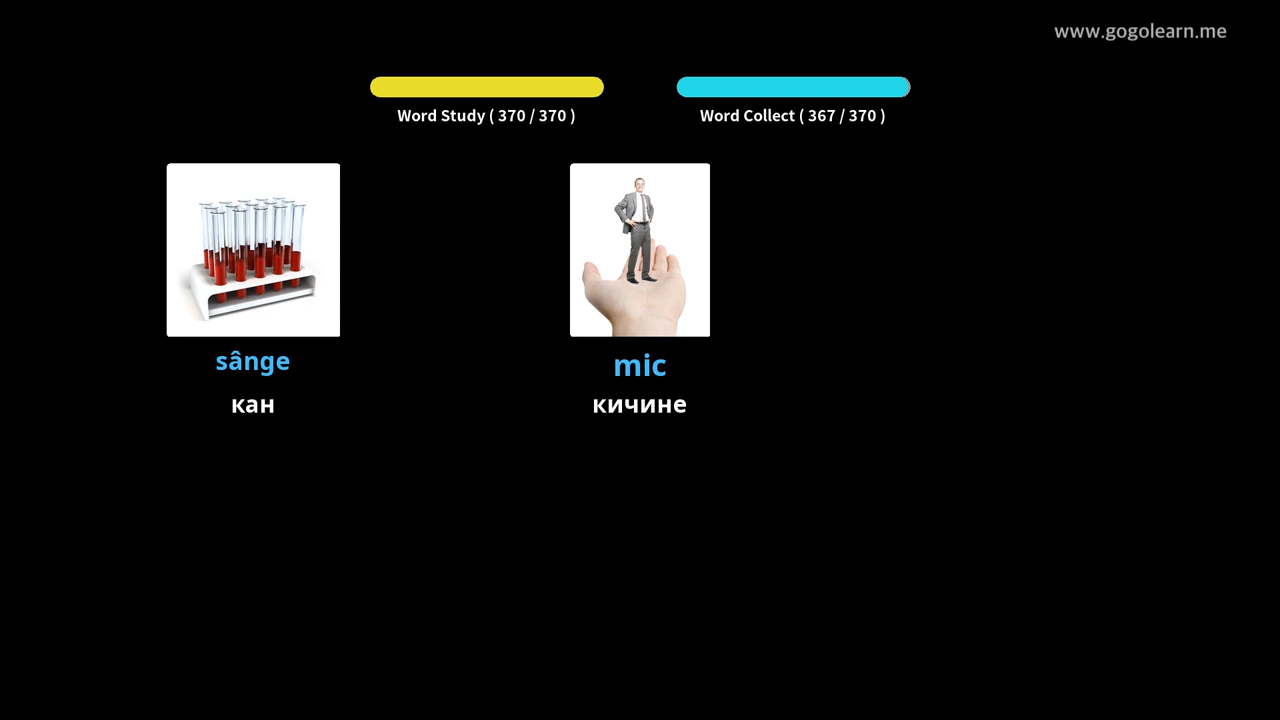 www.gogolearn.me
Word Study ( 370 / 370 )
Word Collect ( 367 / 370 )
sânge
mic
кан
кичине